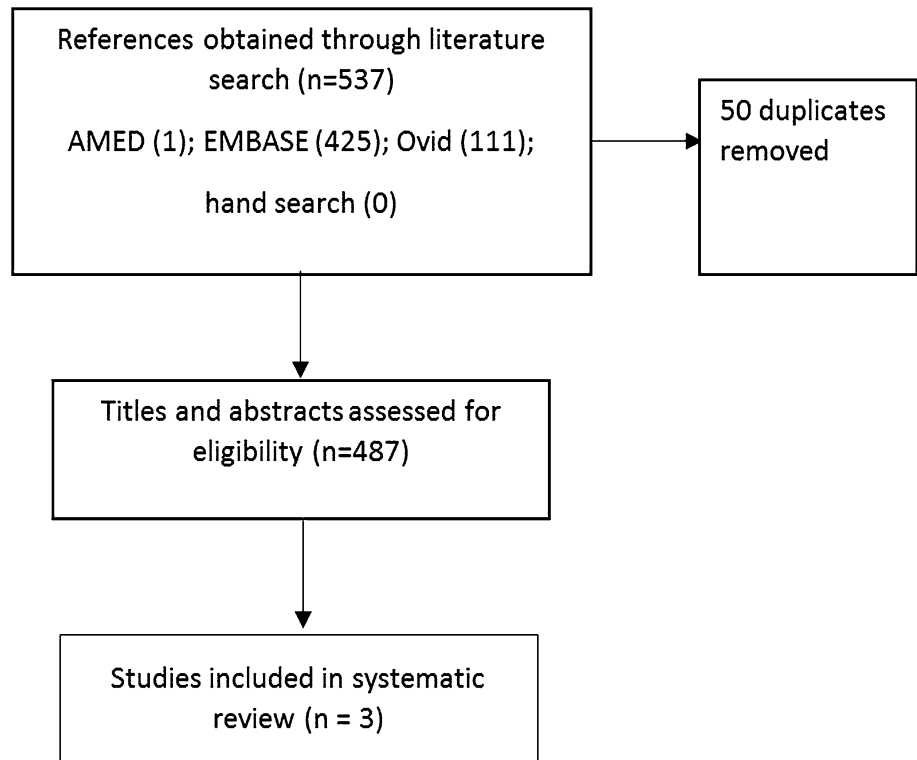 References obtained through literature
search (n=537)
AMED (1); EMBASE (425); Ovid (111);
hand search (0)
50 duplicates
removed
Titles and abstracts assessed for
eligibility (n=487)
Studies included in systematic
review (n = 3)